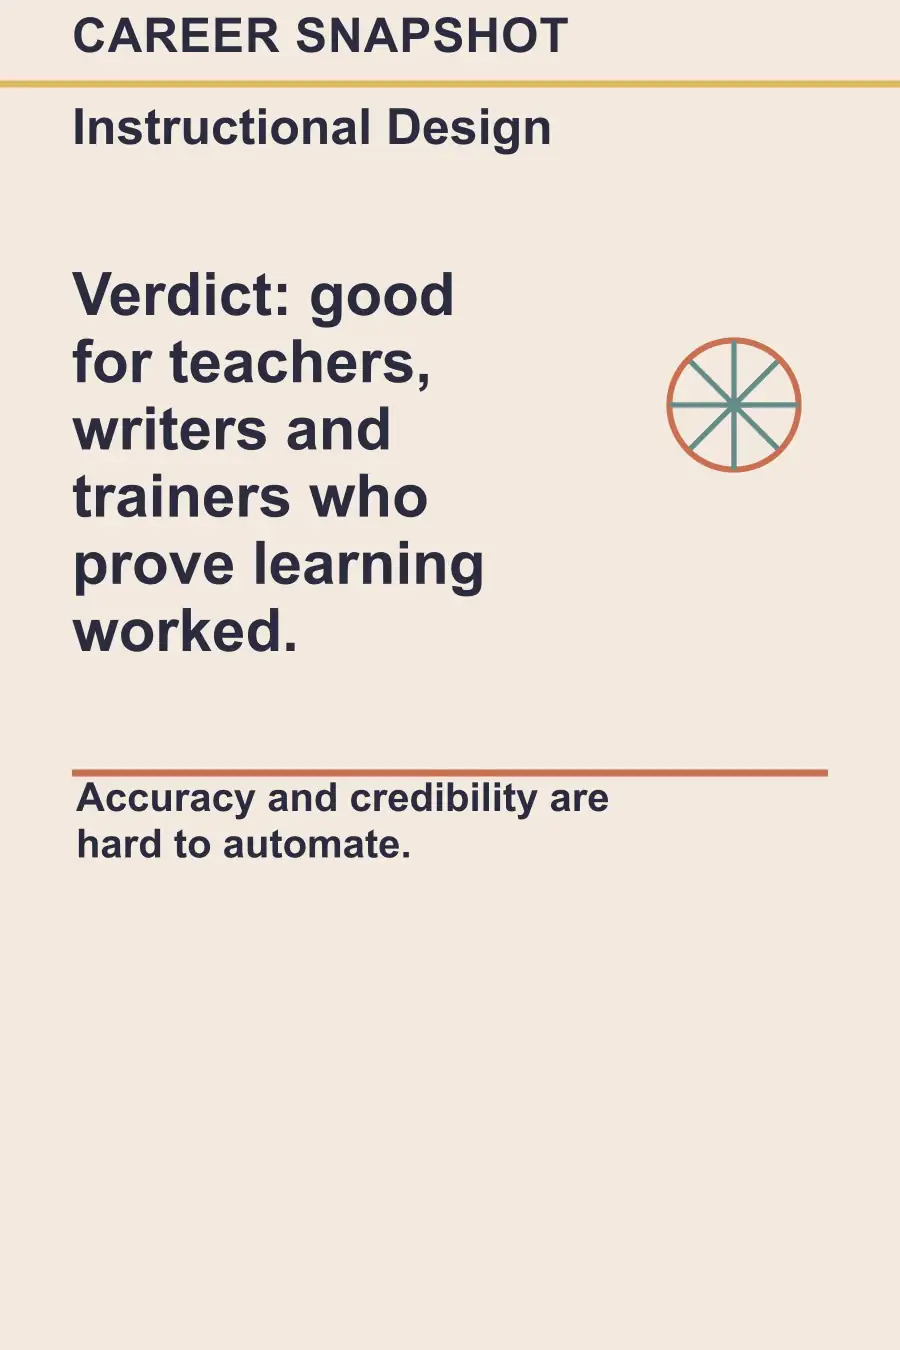 CAREER SNAPSHOT
Instructional Design
Verdict: good
for teachers,
writers and
trainers who
prove learning
worked.
Accuracy and credibility are
hard to automate.